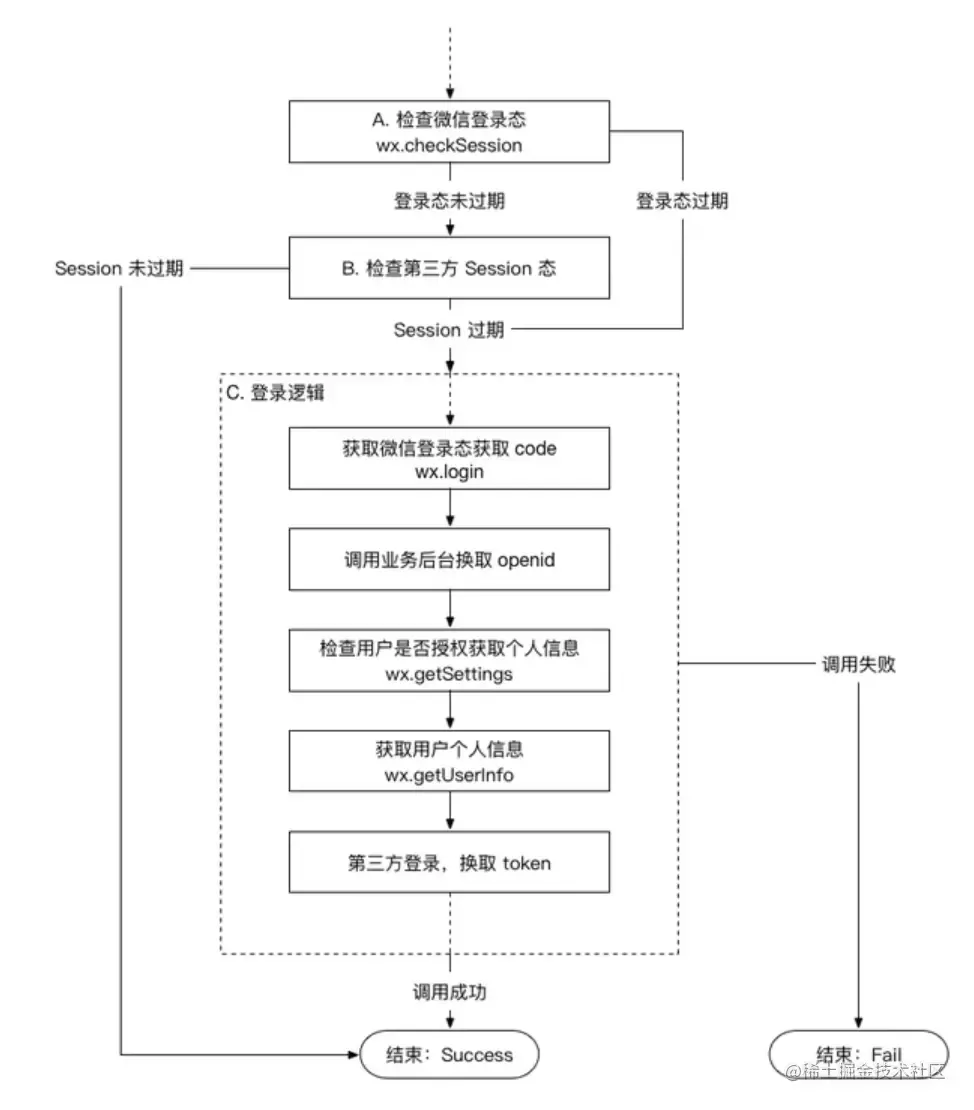 A. 检查微信登录态
wx.checkSession
登录态未过期
登录态过期
Session 未过期
B. 检查第三方 Session 态
Session 过期
C. 登录逻辑
获取微信登录态获取 code
wx.login
调用业务后台换取 openid
检查用户是否授权获取个人信息
wx.getSettings
调用失败
获取用户个人信息
wx.getUserInfo
第三方登录，换取 token
调用成功
结束：Success
结束：Fail
@稀土掘金技术社区